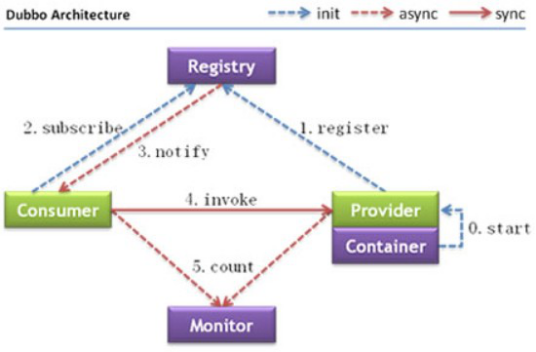 Dubbo Architecture
init
async
sync
Registry
2. subscribe
1. register
3. notify
Consumer
4. invoke
Provider
Container
0. start
5. count
Monitor